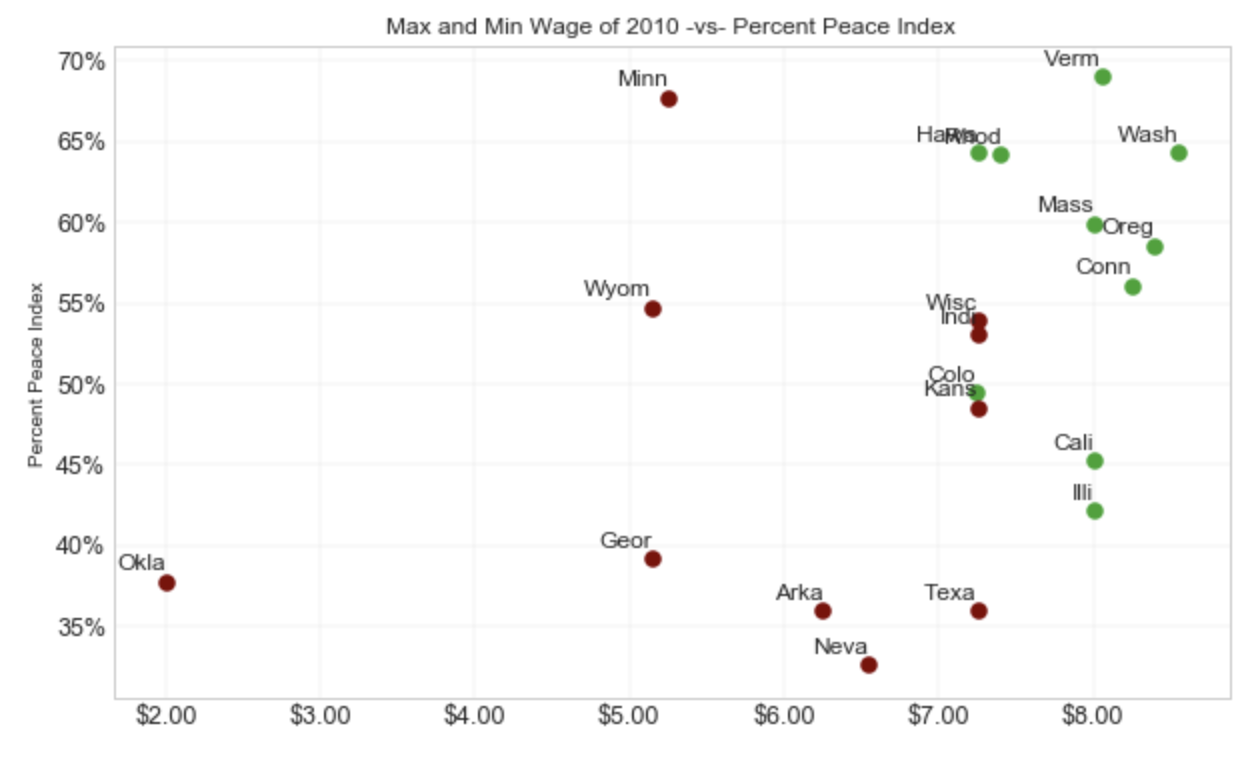 Max and Min Wage of 2010 -vs- Percent Peace Index
Percent Peace Index
70%
65%
60%
55%
50%
45%
40%
35%
Verm
Minn
Wash
Mass
Oreg
Conn
Wyom
Wisc
Indi
Colo
Kans
Cali
Illi
Geor
Okla
Arka
Texa
Neva
$2.00
$3.00
$4.00
$5.00
$6.00
$7.00
$8.00